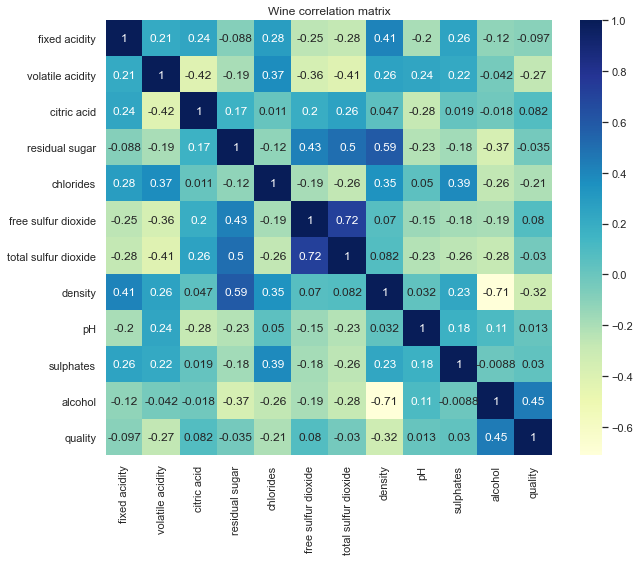 Wine correlation matrix
fixed acidity 1 0.21 0.24 -0.088 0.28 -0.25 -0.28 0.41 -0.2 0.26 -0.12 -0.097
volatile acidity 0.21 1 -0.42 -0.19 0.37 -0.36 -0.41 0.26 0.24 0.22 -0.042 -0.27
citric acid 0.24 -0.42 1 0.17 0.011 0.2 0.26 0.047 -0.28 0.019 -0.018 0.082
residual sugar -0.088 -0.19 0.17 1 -0.12 0.43 0.5 0.59 -0.23 -0.18 -0.37 -0.035
chlorides 0.28 0.37 0.011 -0.12 1 -0.19 -0.26 0.35 0.05 0.39 -0.26 -0.21
free sulfur dioxide -0.25 -0.36 0.2 0.43 -0.19 1 0.72 0.07 -0.15 -0.18 -0.19 0.08
total sulfur dioxide -0.28 -0.41 0.26 0.5 -0.26 0.72 1 0.082 -0.23 -0.26 -0.28 -0.03
density 0.41 0.26 0.047 0.59 0.35 0.07 0.082 1 0.032 0.23 -0.71 -0.32
pH -0.2 0.24 -0.28 -0.23 0.05 -0.15 -0.23 0.032 1 0.18 0.11 0.013
sulphates 0.26 0.22 0.019 -0.18 0.39 -0.18 -0.26 0.23 0.18 1 -0.0088 0.03
alcohol -0.12 -0.042 -0.018 -0.37 -0.26 -0.19 -0.28 -0.71 0.11 -0.0088 1 0.45
quality -0.097 -0.27 0.082 -0.035 -0.21 0.08 -0.03 -0.32 0.013 0.03 0.45 1
fixed acidity
volatile acidity
citric acid
residual sugar
chlorides
free sulfur dioxide
total sulfur dioxide
density
pH
sulphates
alcohol
quality
1.0
0.8
0.6
0.4
0.2
0.0
−0.2
−0.4
−0.6